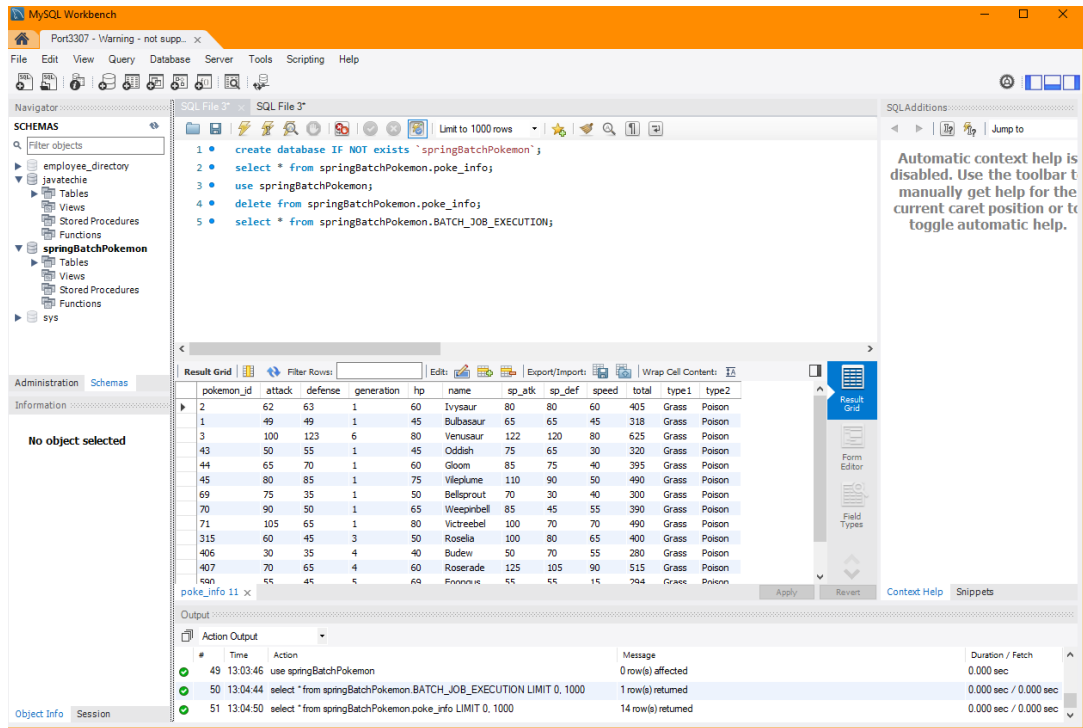 MySQL Workbench
Port3307 - Warning - not supp...
File Edit View Query Database Server Tools Scripting Help
Navigator
SCHEMAS
Filter objects
employee_directory
javatechie
Tables
Views
Stored Procedures
Functions
springBatchPokemon
Tables
Views
Stored Procedures
Functions
sys
Administration Schemas
Information
No object selected
Object Info Session
SQL File 3* SQL File 3*
Limit to 1000 rows
1 create database IF NOT exists `springBatchPokemon`;
2 select * from springBatchPokemon.poke_info;
3 use springBatchPokemon;
4 delete from springBatchPokemon.poke_info;
5 select * from springBatchPokemon.BATCH_JOB_EXECUTION;
Result Grid Filter Rows: Edit: Export/Import: Wrap Cell Content:
pokemon_id attack defense generation hp name sp_atk sp_def speed total type1 type2
2 62 63 1 60 Ivysaur 80 80 60 405 Grass Poison
1 49 49 1 45 Bulbasaur 65 65 45 318 Grass Poison
3 100 123 6 80 Venusaur 122 120 80 625 Grass Poison
43 50 55 1 45 Oddish 75 65 30 320 Grass Poison
44 65 70 1 60 Gloom 85 75 40 395 Grass Poison
45 80 85 1 75 Vileplume 110 90 50 490 Grass Poison
69 75 35 1 50 Bellsprout 70 30 40 300 Grass Poison
70 90 50 1 65 Weepinbell 85 45 55 390 Grass Poison
71 105 65 1 80 Victreebel 100 70 70 490 Grass Poison
315 60 45 3 50 Roselia 100 80 65 400 Grass Poison
406 30 35 4 40 Budew 50 70 55 280 Grass Poison
407 70 65 4 60 Roserade 125 105 90 515 Grass Poison
590 55 45 5 69 Foongus 55 55 15 294 Grass Poison
Result
Grid
Form
Editor
Field
Types
poke_info 11
Apply Revert
SQLAdditions
Jump to
Automatic context help is
disabled. Use the toolbar t
manually get help for the
current caret position or to
toggle automatic help.
Context Help Snippets
Output
Action Output
# Time Action Message Duration / Fetch
49 13:03:46 use springBatchPokemon 0 row(s) affected 0.000 sec
50 13:04:44 select * from springBatchPokemon.BATCH_JOB_EXECUTION LIMIT 0, 1000 1 row(s) returned 0.000 sec / 0.000 sec
51 13:04:50 select * from springBatchPokemon.poke_info LIMIT 0, 1000 14 row(s) returned 0.000 sec / 0.000 sec